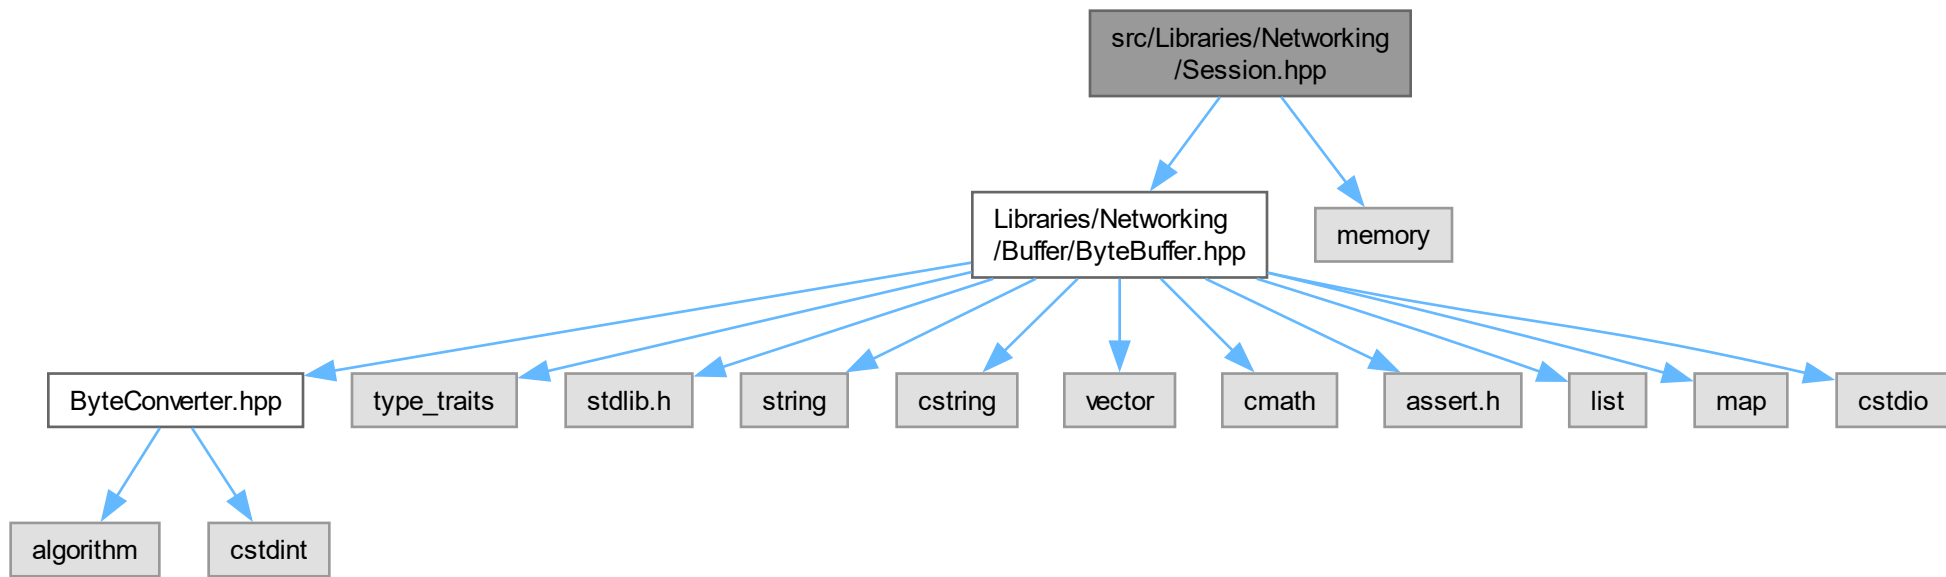 src/Libraries/Networking
/Session.hpp
Libraries/Networking
/Buffer/ByteBuffer.hpp
memory
ByteConverter.hpp
type_traits
stdlib.h
string
cstring
vector
cmath
assert.h
list
map
cstdio
algorithm
cstdint